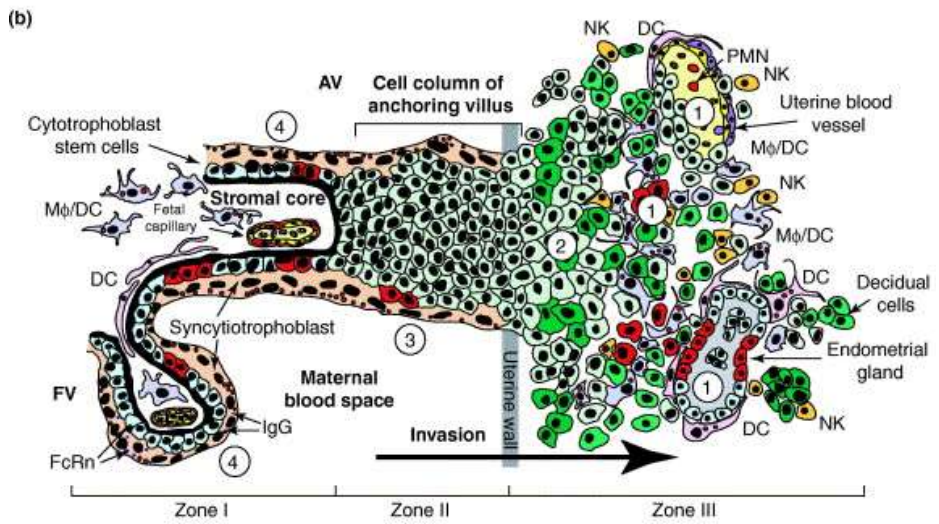 (b)
NK
DC
PMN
NK
AV
Cell column of
anchoring villus
4
1
Uterine blood
vessel
Cytotrophoblast
stem cells
Mϕ/DC
NK
Stromal core
Mϕ/DC
Fetal
capillary
1
2
Mϕ/DC
DC
DC
Decidual
cells
Syncytiotrophoblast
3
Endometrial
gland
Uterine wall
1
FV
Maternal
blood space
IgG
NK
DC
Invasion
FcRn
4
Zone I
Zone II
Zone III